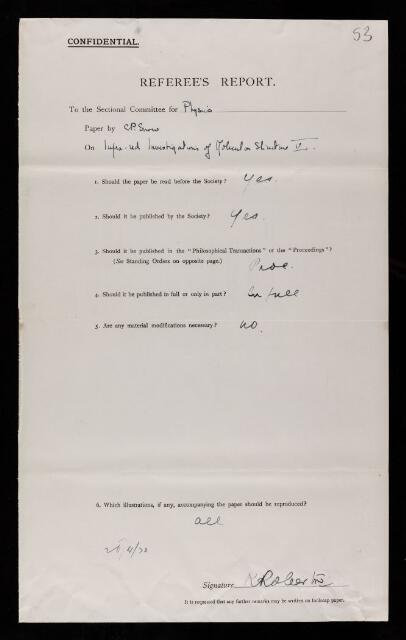 53
CONFIDENTIAL.
REFEREE'S REPORT.
To the Sectional Committee for Physics
Paper by C.P. Snow
On Infra-red Investigations of Molecular Structure
1. Should the paper be read before the Society? Yes.
2. Should it be published by the Society? Yes.
3. Should it be published in the "Philosophical Transactions" or the "Proceedings"?
(See Standing Orders on opposite page.)
Proc.
4. Should it be published in full or only in part? In full
5. Are any material modifications necessary? No.
6. Which illustrations, if any, accompanying the paper should be reproduced?
all
Signature Roberts
It is requested that any further remarks may be written on foolscap paper.